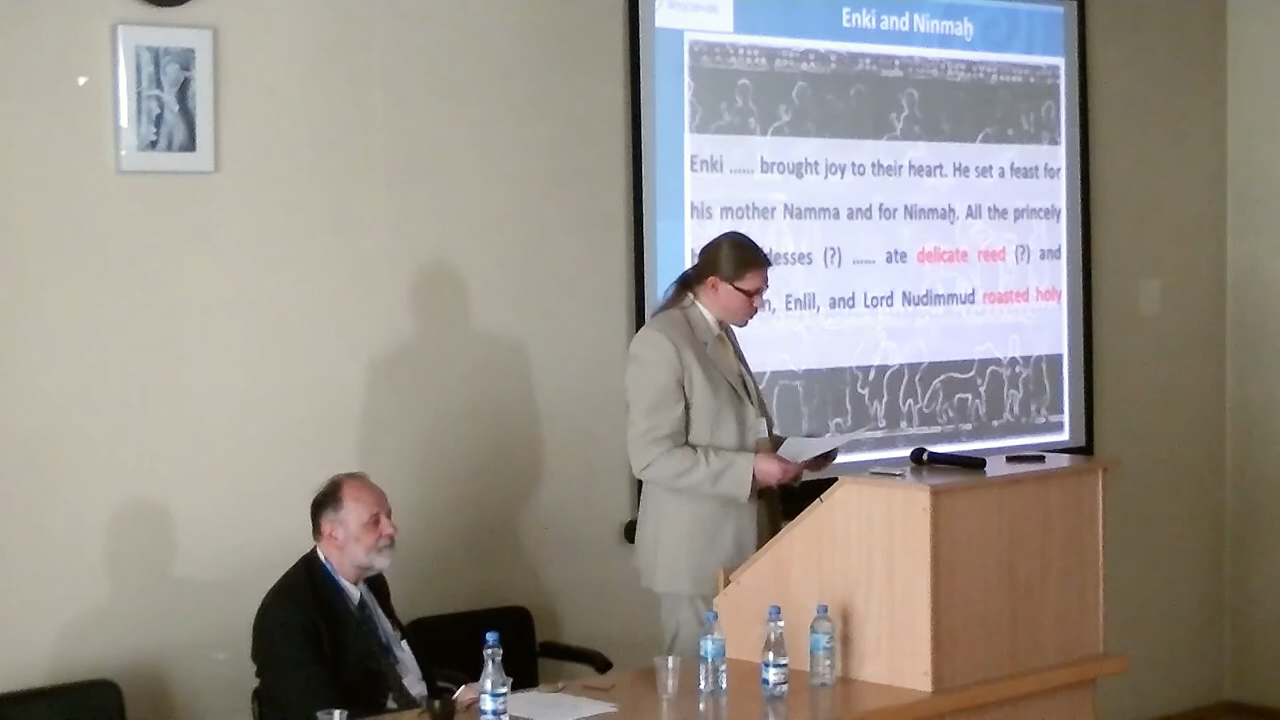 Enki and Ninmaḫ
Enki ...... brought joy to their heart. He set a feast for
his mother Namma and for Ninmaḫ. All the princely
(?) ...... ate delicate reed (?) and
Enlil, and Lord Nudimmud roasted holy